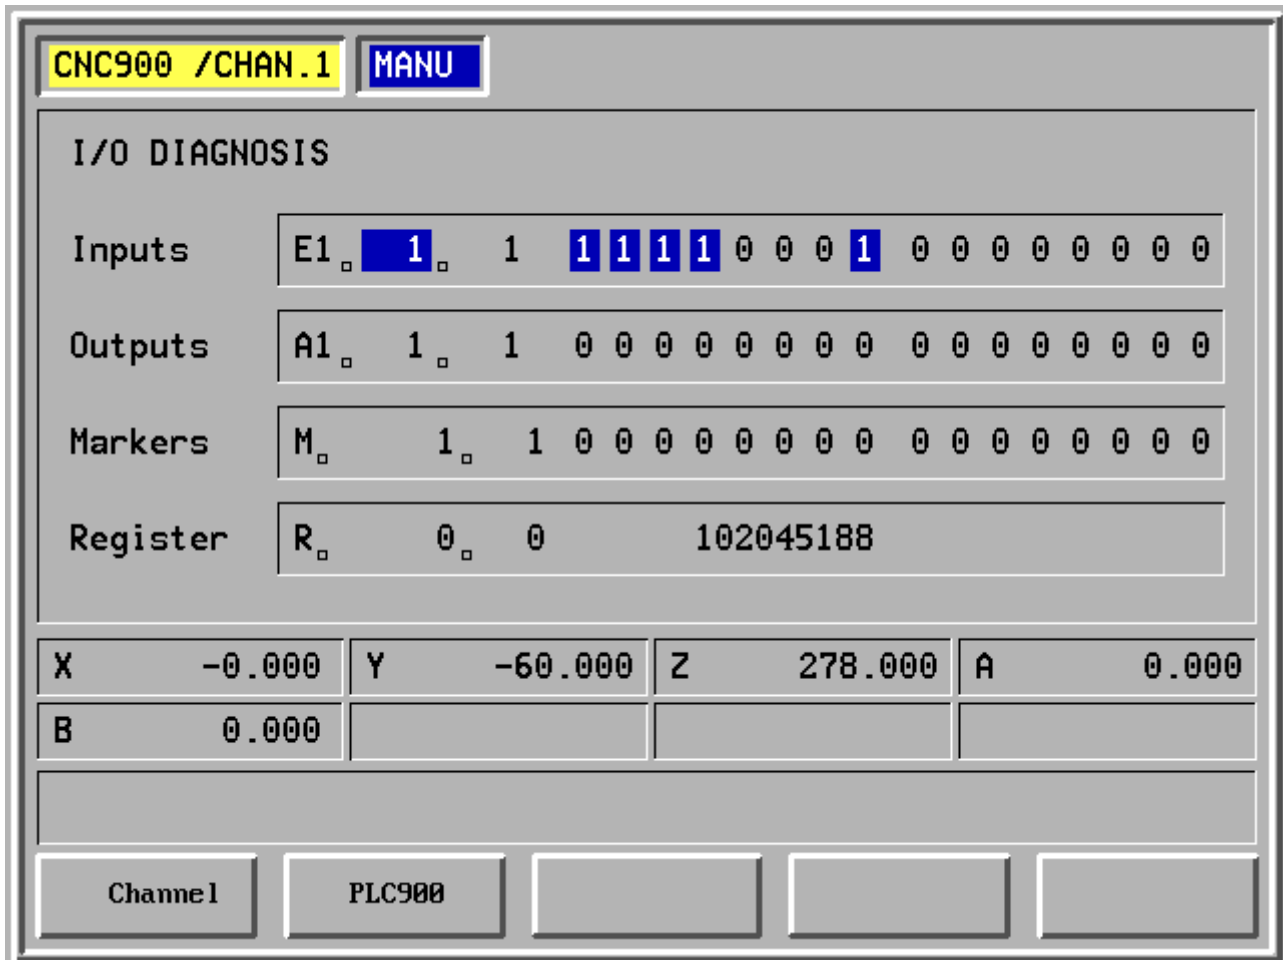 CNC900 /CHAN.1 MANU
I/O DIAGNOSIS
Inputs E1. 1. 1 1 1 1 1 0 0 0 1 0 0 0 0 0 0 0 0
Outputs A1. 1. 1 0 0 0 0 0 0 0 0 0 0 0 0 0 0 0 0
Markers M. 1. 1 0 0 0 0 0 0 0 0 0 0 0 0 0 0 0 0
Register R. 0. 0 102045188
X -0.000 Y -60.000 Z 278.000 A 0.000
B 0.000
Channel PLC900